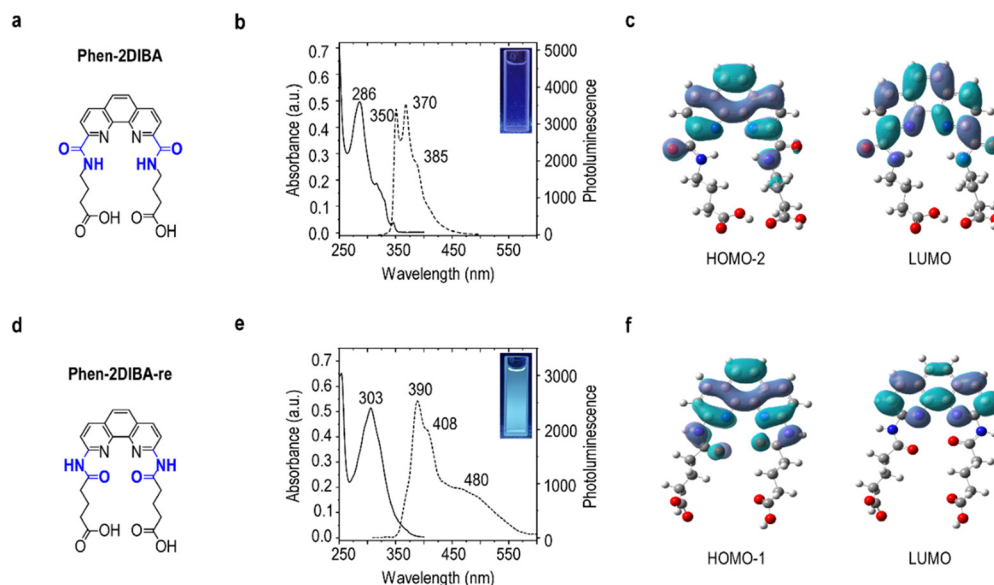 a
Phen-2DIBA
N N
O O
NH HN
OH
O O OH
b
0.7
0.6
0.5
0.4
0.3
0.2
0.1
0.0
Absorbance (a.u.)
286
350
370
385
5000
4000
3000
2000
1000
0
Photoluminescence
250 350 450 550
Wavelength (nm)
c
HOMO-2
LUMO
d
Phen-2DIBA-re
N N
NH HN
O O
O OH O OH
e
0.7
0.6
0.5
0.4
0.3
0.2
0.1
0.0
Absorbance (a.u.)
303
390
408
480
3000
2000
1000
0
Photoluminescence
250 350 450 550
Wavelength (nm)
f
HOMO-1
LUMO